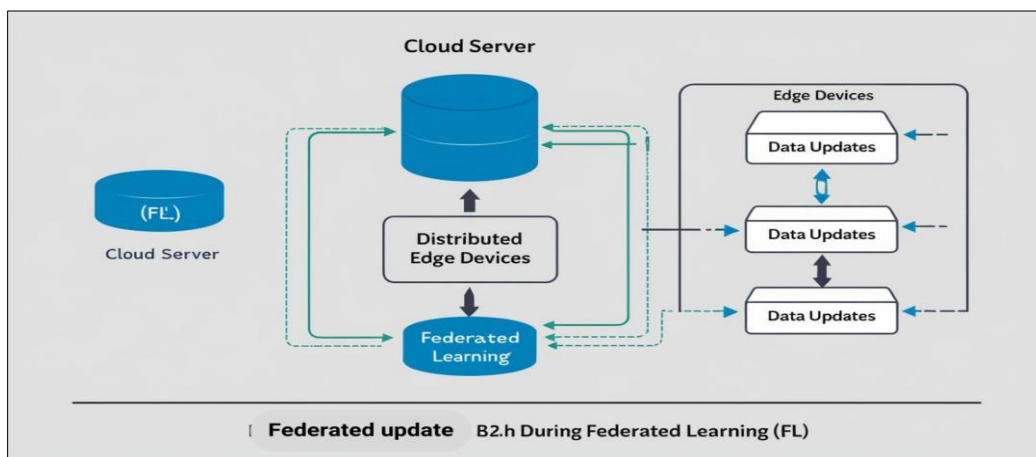 Cloud Server
(FL)
Cloud Server
Distributed
Edge Devices
Federated
Learning
Edge Devices
Data Updates
Data Updates
Data Updates
Federated update B2.h During Federated Learning (FL)